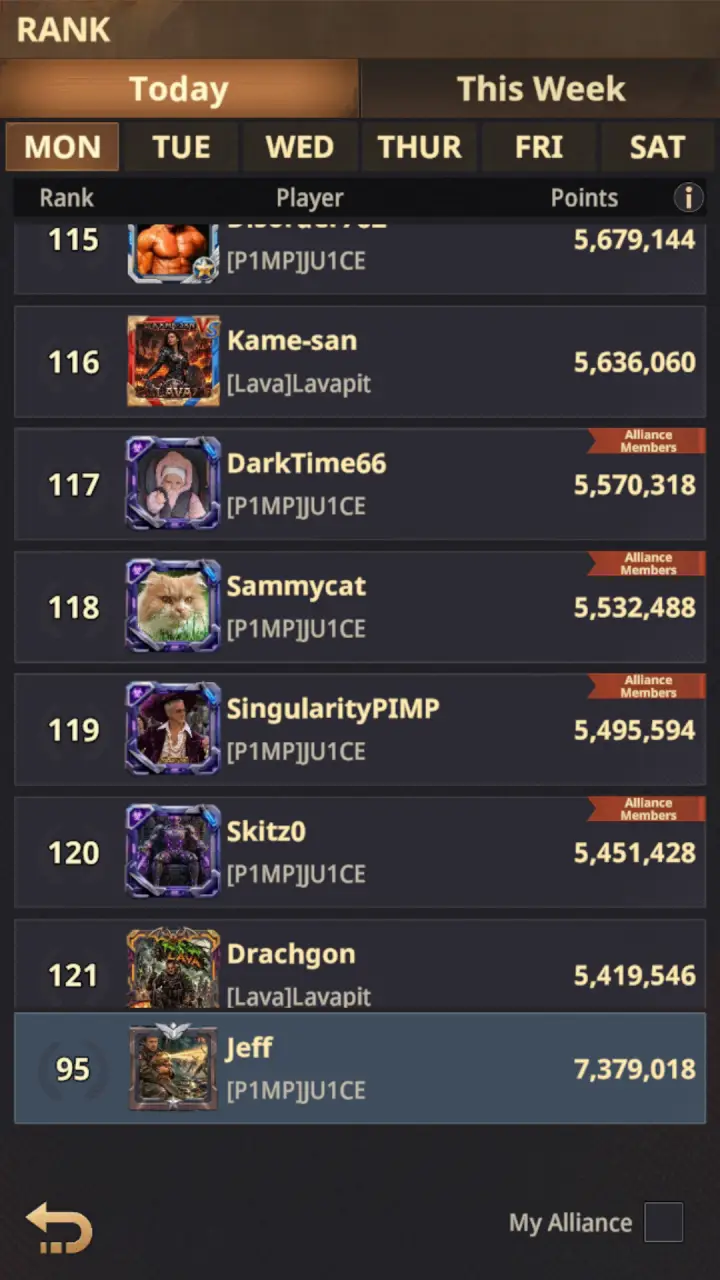 RANK
Today
This Week
MON
TUE
WED
THUR
FRI
SAT
Rank
Player
Points
i
115
[P1MP]JU1CE
5,679,144
116
Kame-san
[Lava]Lavapit
5,636,060
Alliance
Members
117
DarkTime66
[P1MP]JU1CE
5,570,318
Alliance
Members
118
Sammycat
[P1MP]JU1CE
5,532,488
Alliance
Members
119
SingularityPIMP
[P1MP]JU1CE
5,495,594
Alliance
Members
120
Skitz0
[P1MP]JU1CE
5,451,428
121
Drachgon
[Lava]Lavapit
5,419,546
95
Jeff
[P1MP]JU1CE
7,379,018
My Alliance